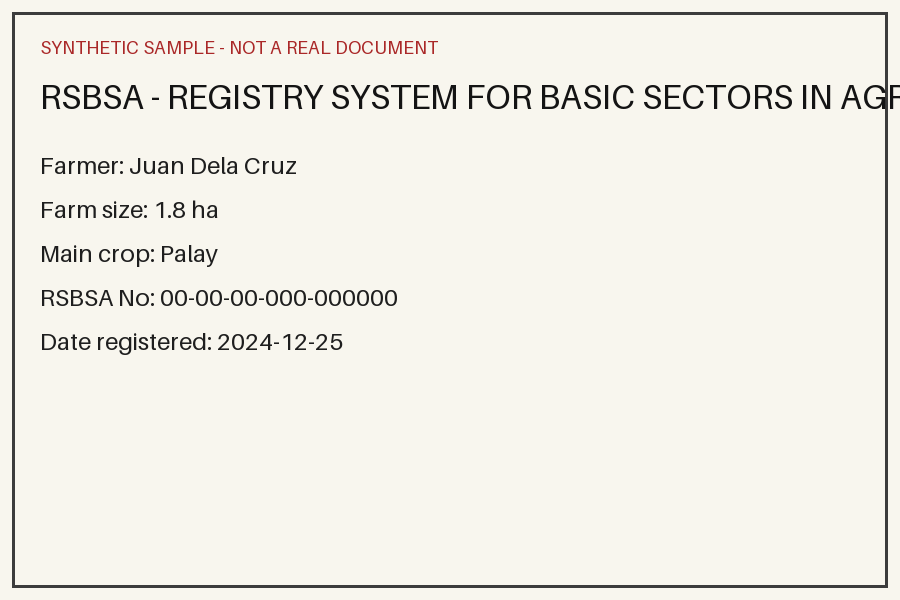 SYNTHETIC SAMPLE - NOT A REAL DOCUMENT
RSBSA - REGISTRY SYSTEM FOR BASIC SECTORS IN
Farmer: Juan Dela Cruz
Farm size: 1.8 ha
Main crop: Palay
RSBSA No: 00-00-00-000-000000
Date registered: 2024-12-25